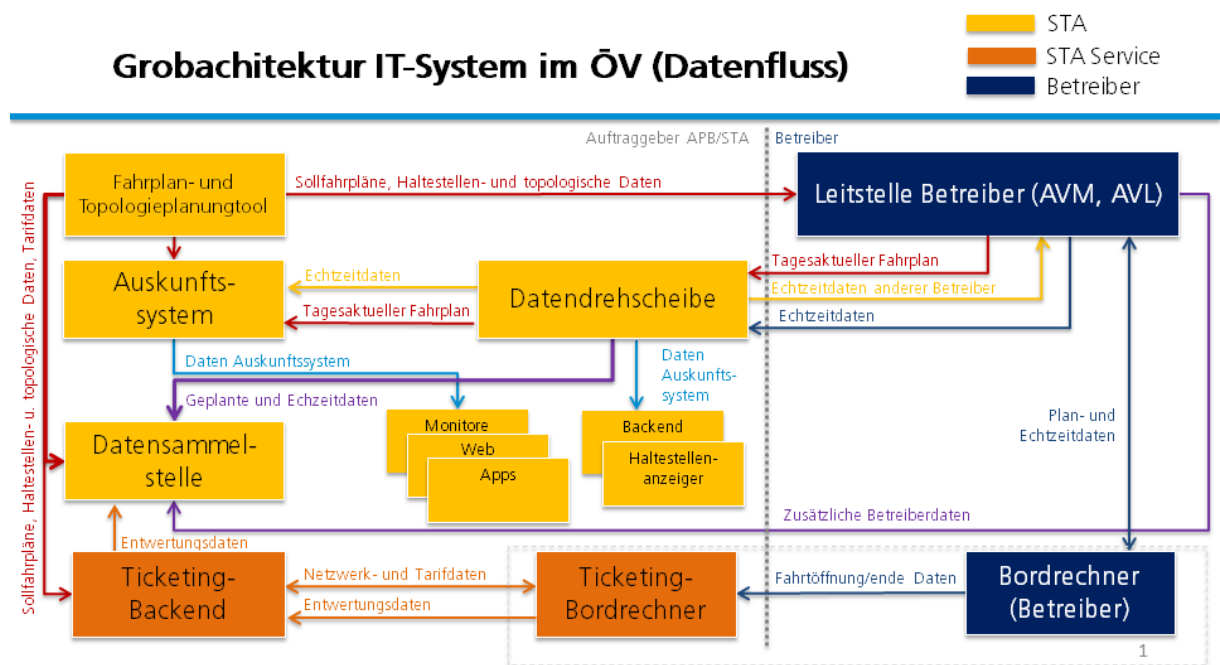 STA
STA Service
Betreiber
Grobachitektur IT-System im ÖV (Datenfluss)
Auftraggeber APB/STA
Betreiber
Fahrplan- und
Topologieplanungtool
Sollfahrpläne, Haltestellen- und topologische Daten
Leitstelle Betreiber (AVM, AVL)
Sollfahrpläne, Haltestellen- u. topologische Daten, Tarifdaten
Auskunfts-
system
Echtzeitdaten
Tagesaktueller Fahrplan
Datendrehscheibe
Tagesaktueller Fahrplan
Echtzeitdaten anderer Betreiber
Echtzeitdaten
Daten Auskunftssystem
Daten
Auskunfts-
system
Geplante und Echzeitdaten
Monitore
Web
Apps
Backend
Haltestellen-
anzeiger
Plan- und
Echtzeitdaten
Datensammel-
stelle
Zusätzliche Betreiberdaten
Entwertungsdaten
Ticketing-
Backend
Netzwerk- und Tarifdaten
Entwertungsdaten
Ticketing-
Bordrechner
Fahrtöffnung/ende Daten
Bordrechner
(Betreiber)
1